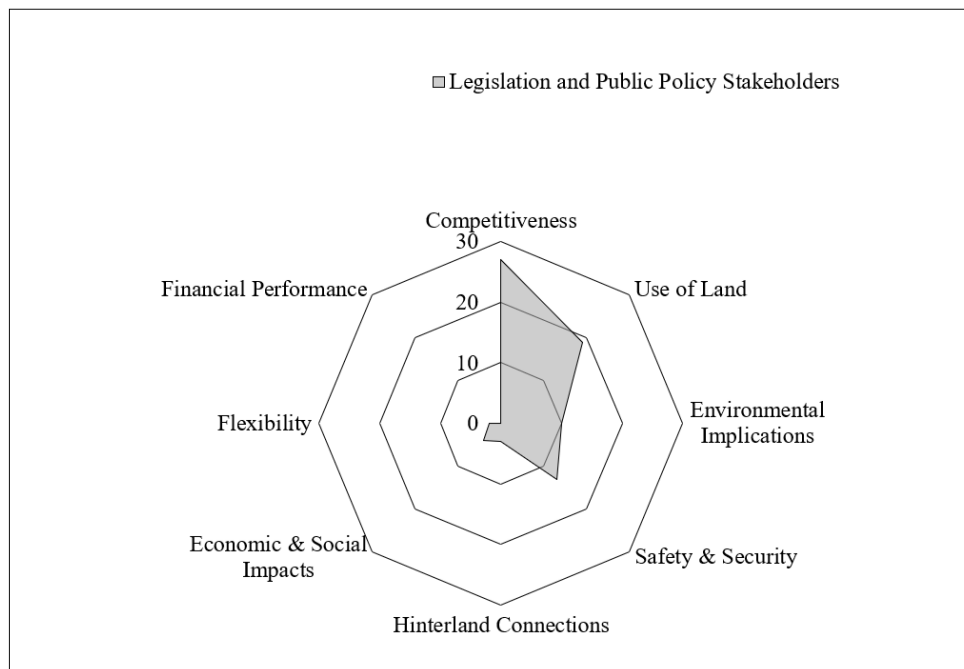 Legislation and Public Policy Stakeholders
Competitiveness
30
Financial Performance
Use of Land
20
10
Flexibility
0
Environmental
Implications
Economic & Social
Impacts
Safety & Security
Hinterland Connections